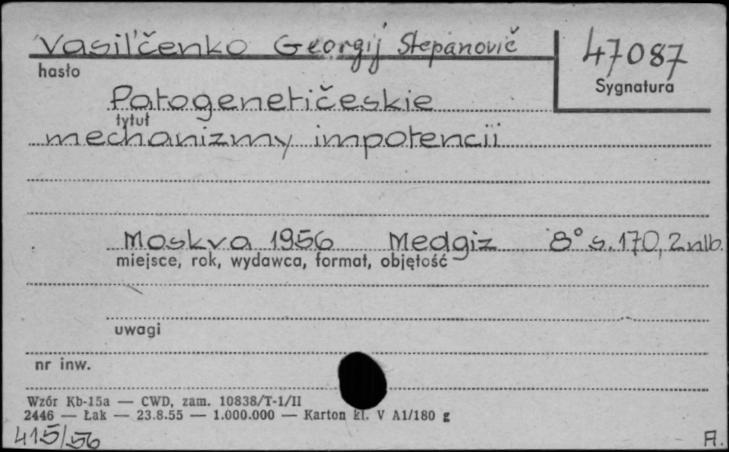 Vasil'čenko Georgij Stepanovič
47087
hasło
Sygnatura
Patogenetičeskie
tytuł
mechanizmy impotencii
Moskva 1956 Medgiz 8° s. 170, 2 nlb.
miejsce, rok, wydawca, format, objętość
uwagi
nr inw.
Wzór Kb-15a — CWD, zam. 10838/T-1/II
2446 — Łak — 23.8.55 — 1.000.000 — Karton kl. V A1/180 g
415/56
A.